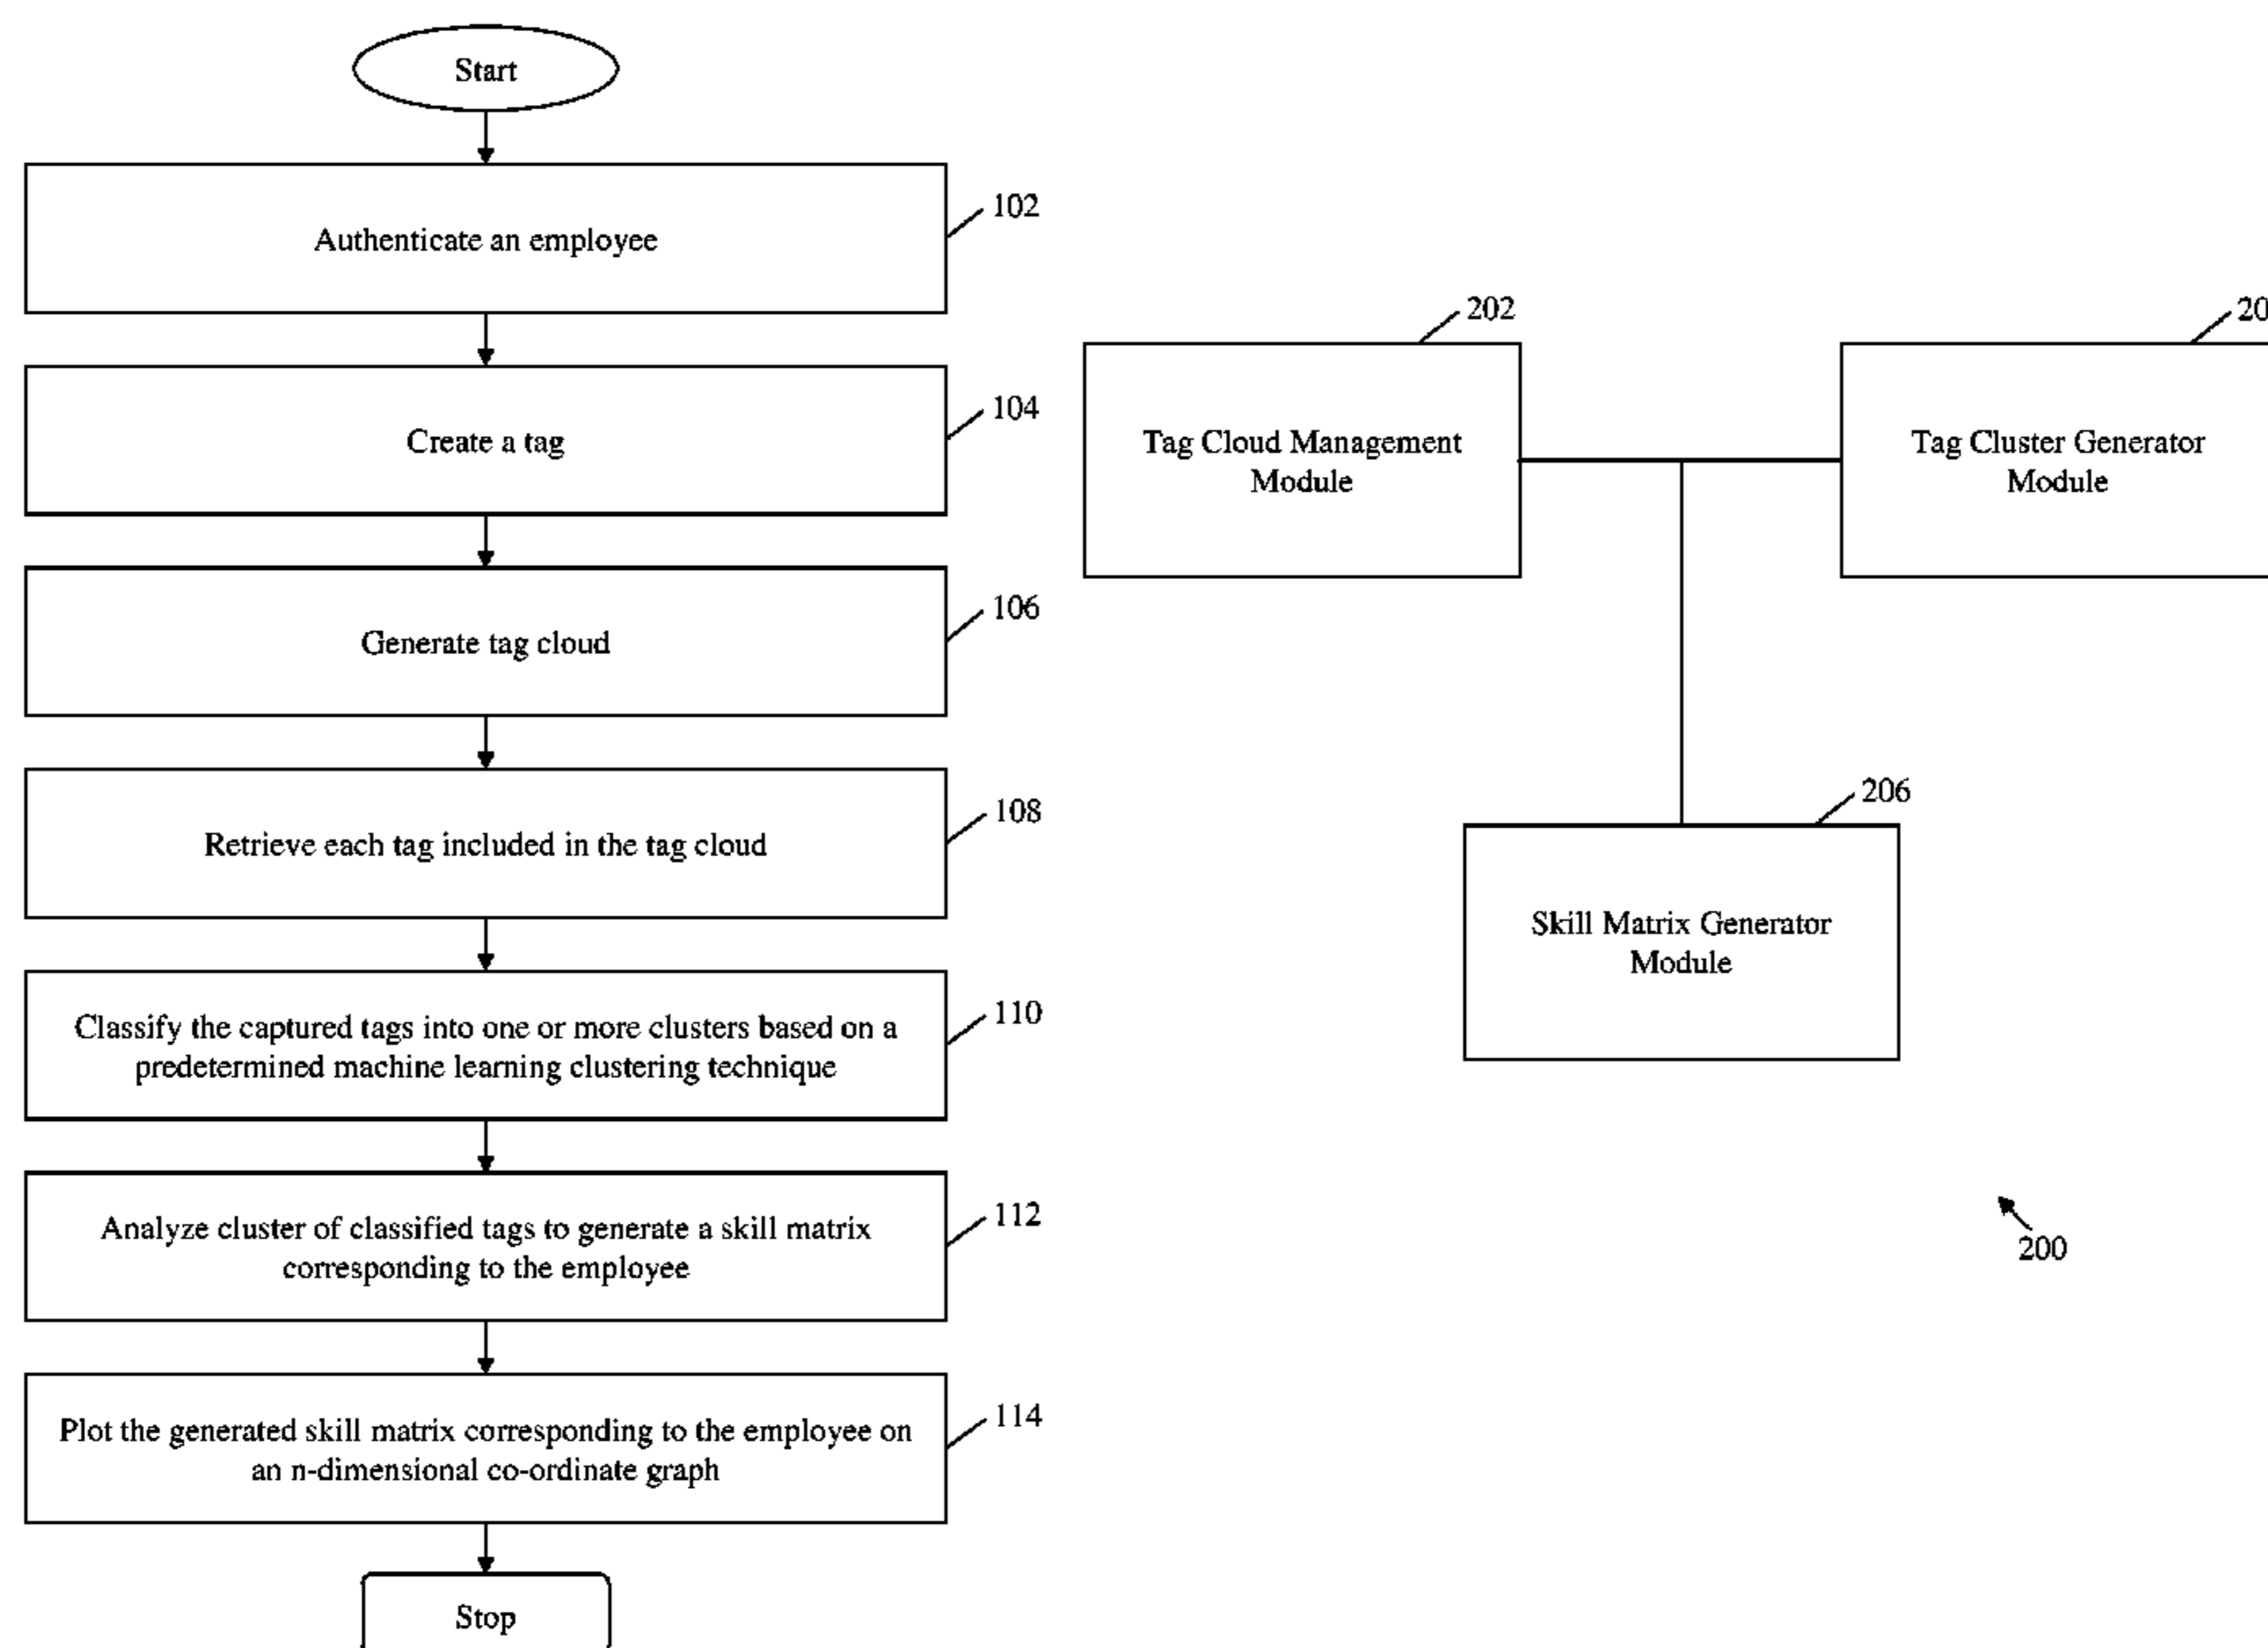 Start
102
Authenticate an employee
104
Create a tag
106
Generate tag cloud
108
Retrieve each tag included in the tag cloud
110
Classify the captured tags into one or more clusters based on a
predetermined machine learning clustering technique
112
Analyze cluster of classified tags to generate a skill matrix
corresponding to the employee
114
Plot the generated skill matrix corresponding to the employee on
an n-dimensional co-ordinate graph
Stop
202
Tag Cloud Management
Module
Tag Cluster Generator
Module
206
Skill Matrix Generator
Module
200